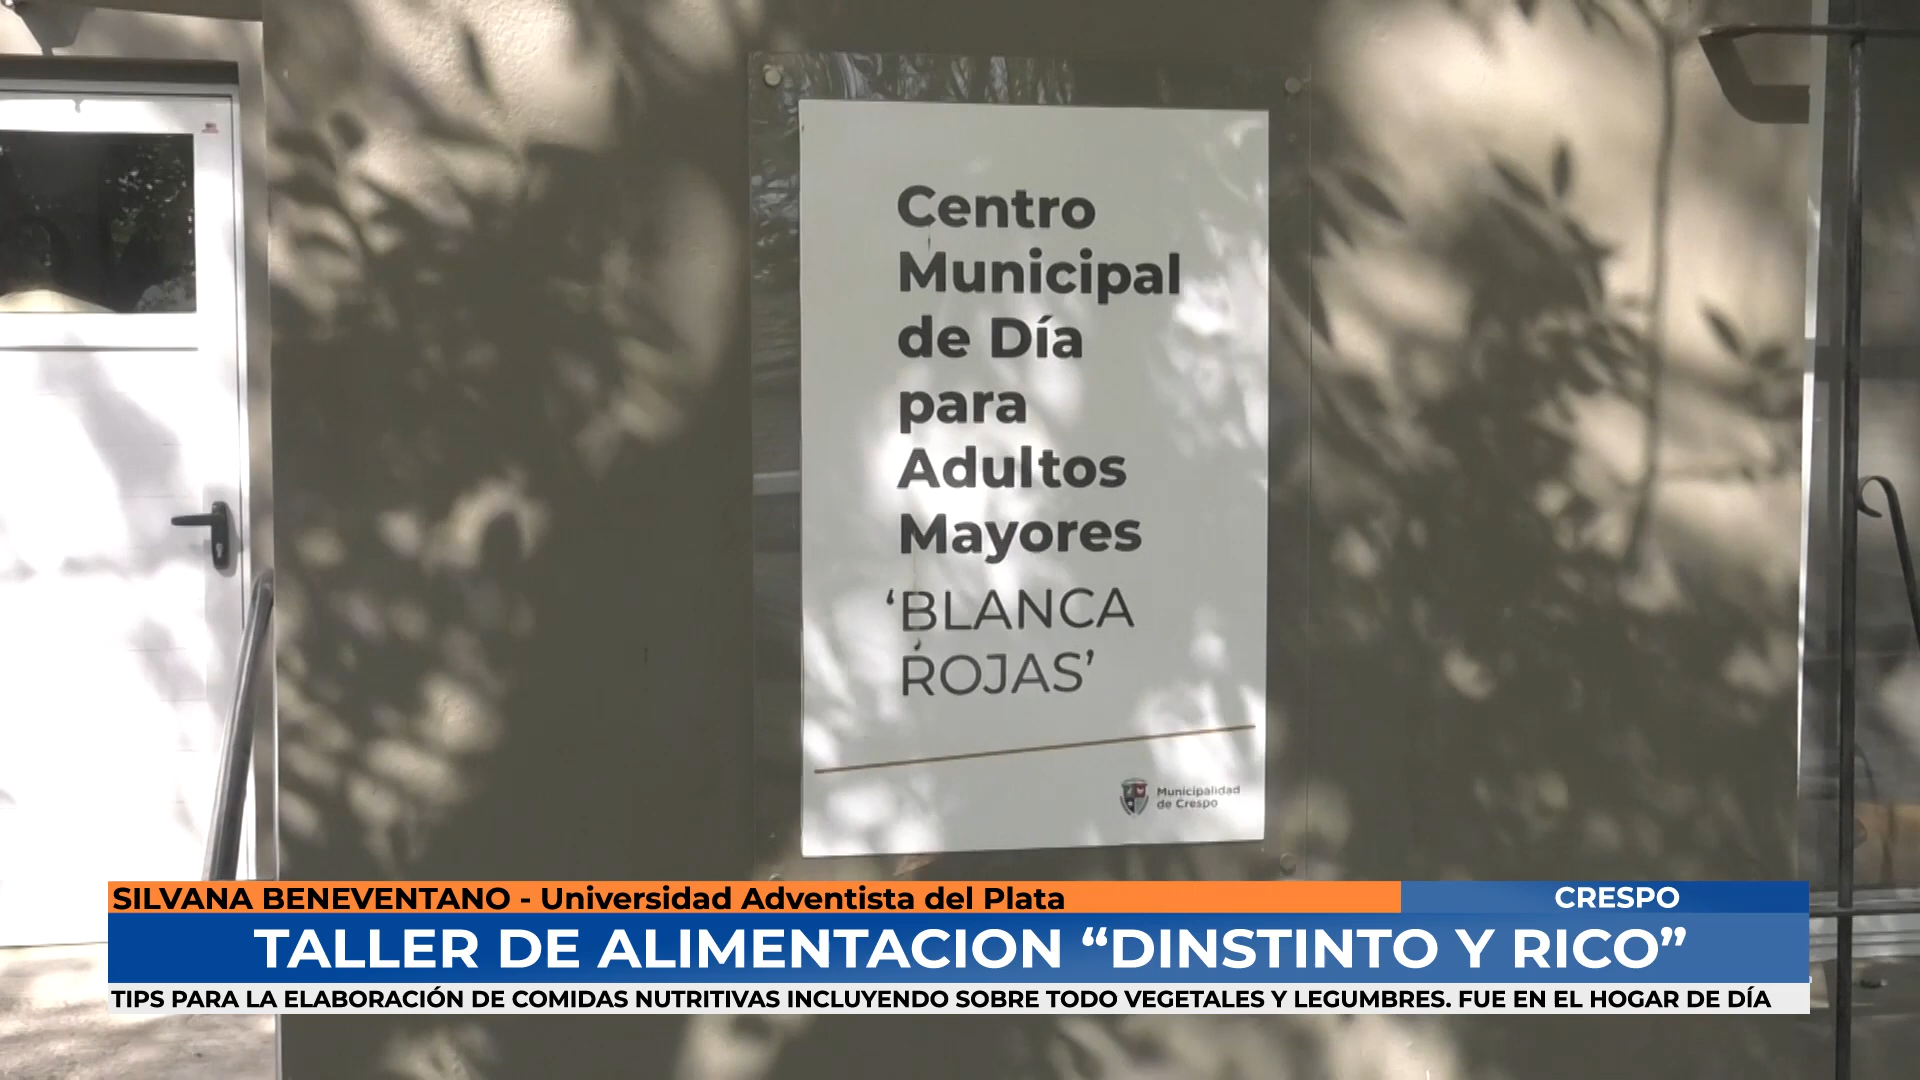 Centro
Municipal
de Día
para
Adultos
Mayores
‘BLANCA
ROJAS’
Municipalidad
de Crespo
SILVANA BENEVENTANO - Universidad Adventista del Plata
CRESPO
TALLER DE ALIMENTACION “DINSTINTO Y RICO”
TIPS PARA LA ELABORACIÓN DE COMIDAS NUTRITIVAS INCLUYENDO SOBRE TODO VEGETALES Y LEGUMBRES. FUE EN EL HOGAR DE DÍA